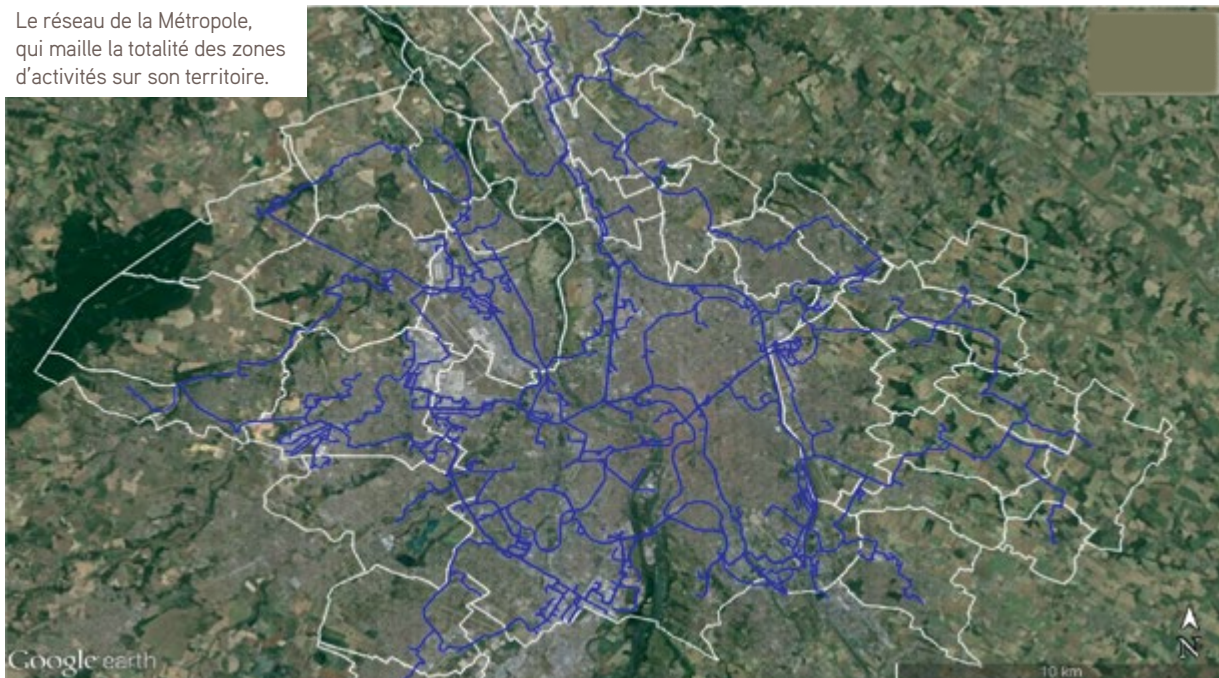 Le réseau de la Métropole,
qui maille la totalité des zones
d'activités sur son territoire.
Google earth
10 km
N